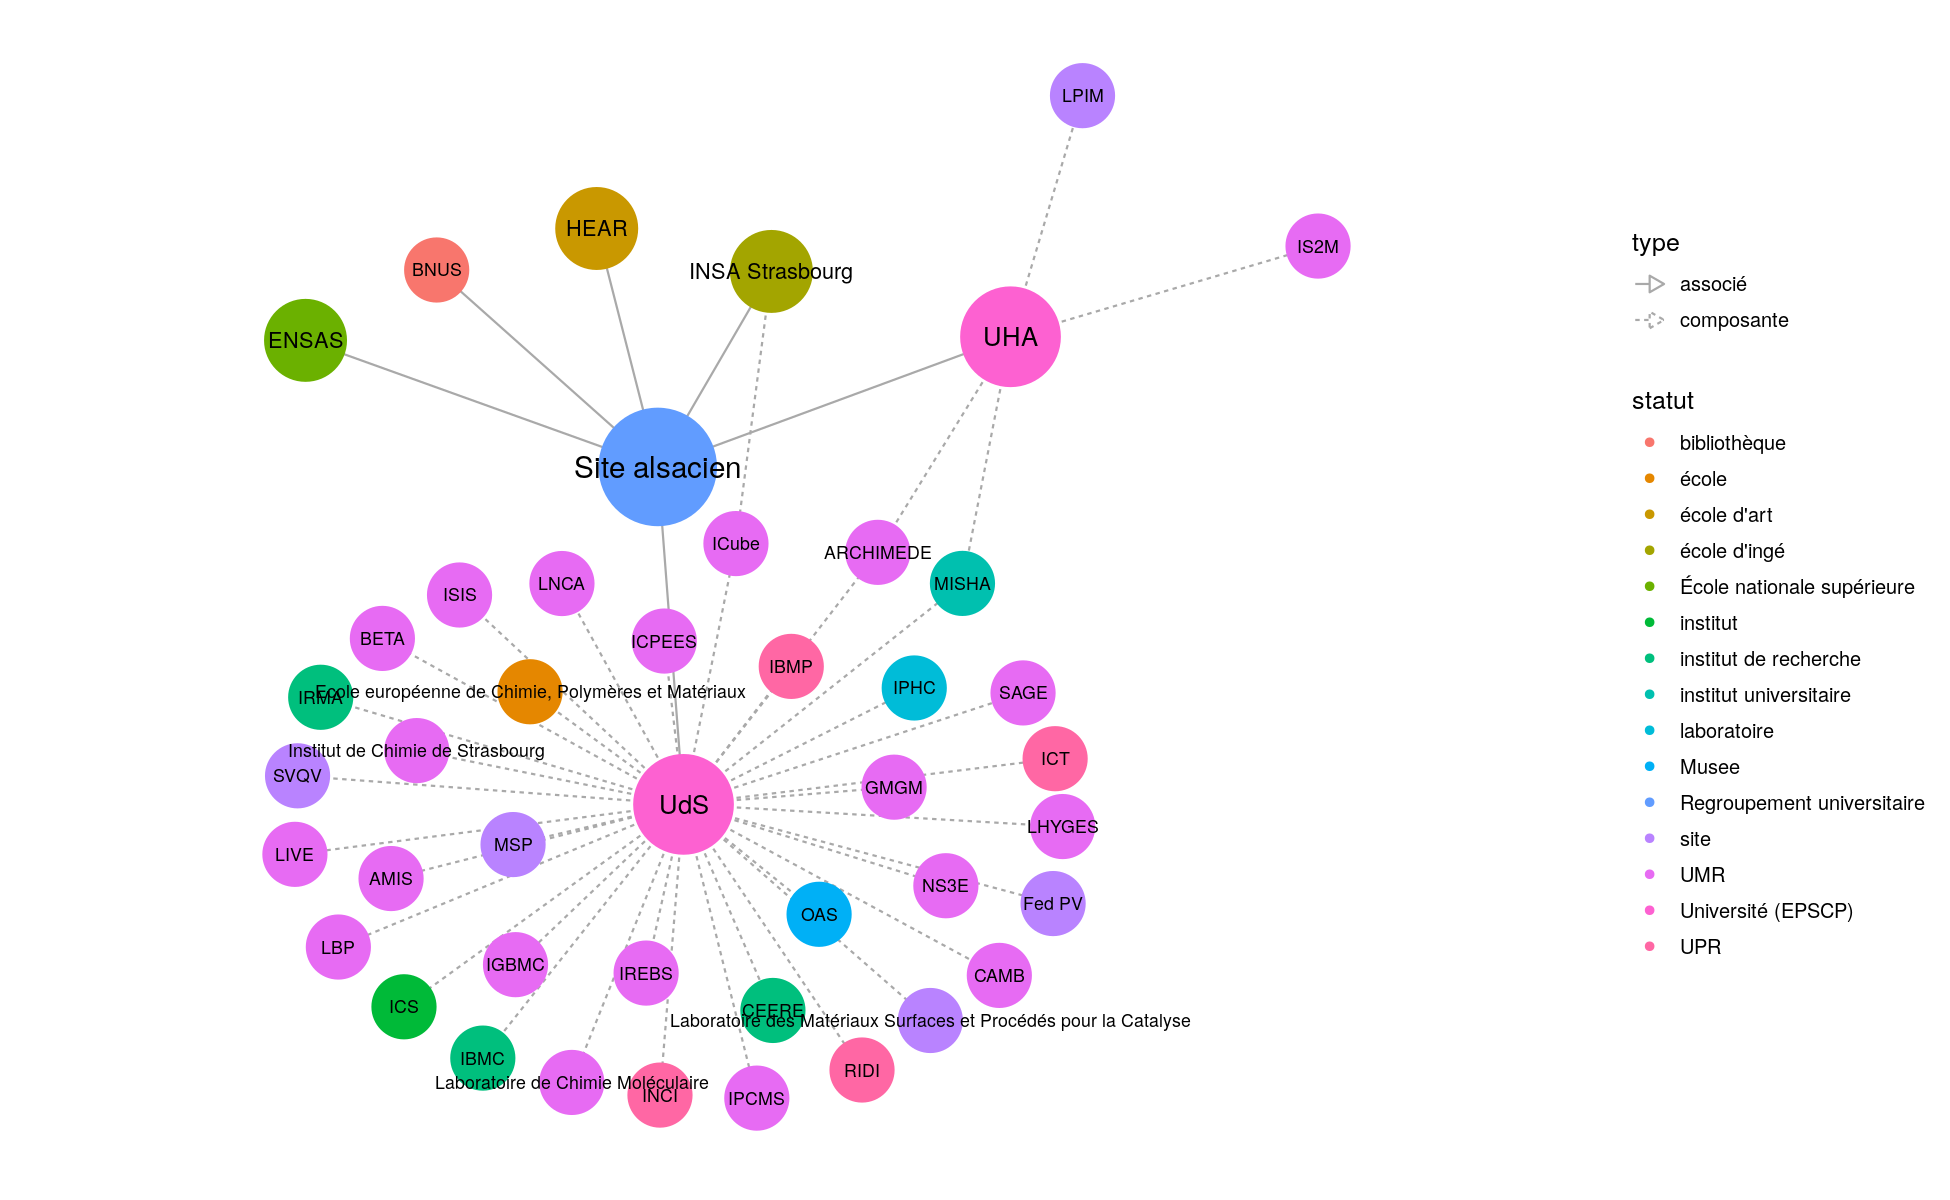 LPIM
HEAR
IS2M
BNUS
INSA Strasbourg
UHA
ENSAS
Site alsacien
ICube
ARCHIMEDE
MISHA
LNCA
ISIS
BETA
ICPEES
IBMP
IPHC
SAGE
Ecole européenne de Chimie, Polymères et Matériaux
IRMA
Institut de Chimie de Strasbourg
ICT
SVQV
GMGM
UdS
LHYGES
MSP
LIVE
AMIS
NS3E
Fed PV
OAS
LBP
IGBMC
IREBS
CAMB
ICS
CEERE
Laboratoire des Matériaux Surfaces et Procédés pour la Catalyse
IBMC
RIDI
Laboratoire de Chimie Moléculaire
INCI
IPCMS
type
associé
composante
statut
bibliothèque
école
école d'art
école d'ingé
École nationale supérieure
institut
institut de recherche
institut universitaire
laboratoire
Musee
Regroupement universitaire
site
UMR
Université (EPSCP)
UPR